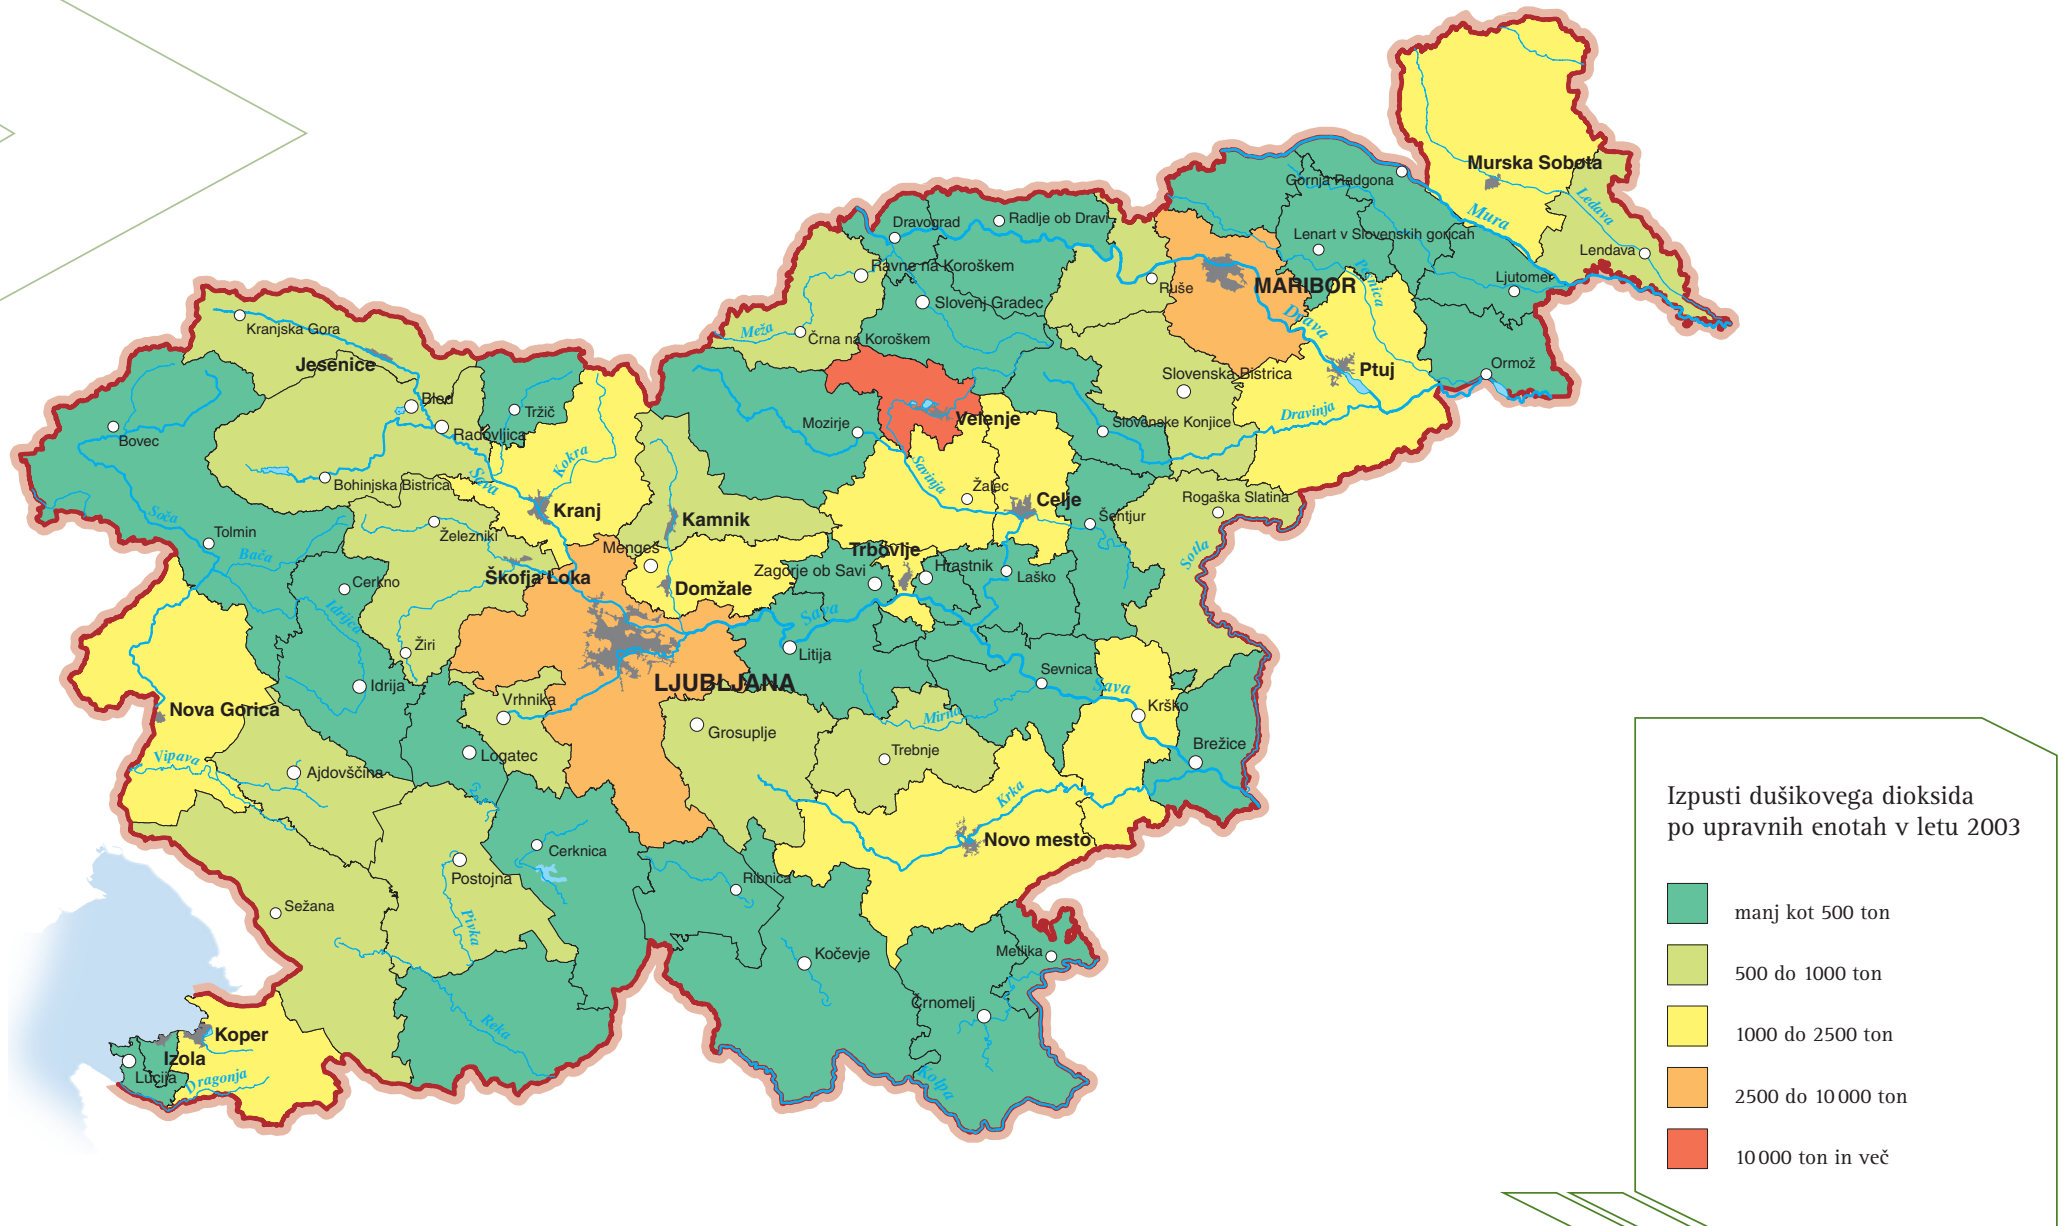 Murska Sobota
Gornja Radgona
Ledava
Mura
Dravograd
Radlje ob Dravi
Lenart v Slovenskih goricah
Lendava
Ravne na Koroškem
Pesnica
Ljutomer
Ruše
MARIBOR
Slovenj Gradec
Drava
Kranjska Gora
Meža
Črna na Koroškem
Jesenice
Ormož
Ptuj
Slovenska Bistrica
Bled
Tržič
Velenje
Dravinja
Mozirje
Slovenske Konjice
Bovec
Radovljica
Kokra
Savinja
Sava
Bohinjska Bistrica
Žalec
Rogaška Slatina
Celje
Kranj
Soča
Kamnik
Šentjur
Tolmin
Železniki
Mengeš
Trbovlje
Bača
Sotla
Hrastnik
Zagorje ob Savi
Laško
Škofja Loka
Cerkno
Domžale
Idrijca
Sava
Žiri
Litija
Sevnica
Idrija
LJUBLJANA
Sava
Vrhnika
Krško
Nova Gorica
Mirna
Grosuplje
Brežice
Logatec
Trebnje
Vipava
Ajdovščina
Krka
Novo mesto
Cerknica
Postojna
Ribnica
Sežana
Pivka
Kočevje
Metlika
Črnomelj
Reka
Koper
Izola
Lucija
Dragonja
Kolpa
Izpusti dušikovega dioksida
po upravnih enotah v letu 2003
manj kot 500 ton
500 do 1000 ton
1000 do 2500 ton
2500 do 10 000 ton
10 000 ton in več